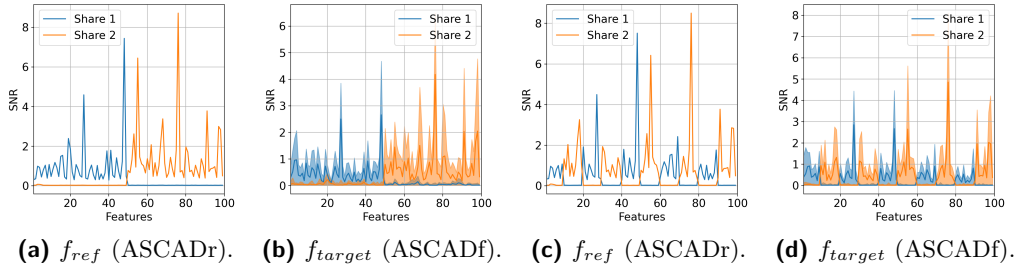 Share 1
Share 2
SNR
8
6
4
2
0
20 40 60 80 100
Features
(a) f_ref (ASCADr).
Share 1
Share 2
SNR
6
5
4
3
2
1
0
20 40 60 80 100
Features
(b) f_target (ASCADf).
Share 1
Share 2
SNR
8
6
4
2
0
20 40 60 80 100
Features
(c) f_ref (ASCADr).
Share 1
Share 2
SNR
8
7
6
5
4
3
2
1
0
20 40 60 80 100
Features
(d) f_target (ASCADf).